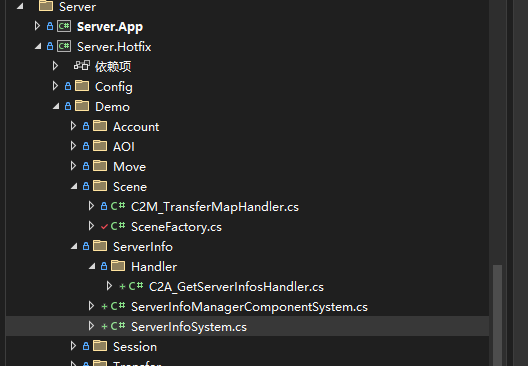 Server
C# Server.App
C# Server.Hotfix
依赖项
Config
Demo
Account
AOI
Move
Scene
C# C2M_TransferMapHandler.cs
C# SceneFactory.cs
ServerInfo
Handler
C# C2A_GetServerInfosHandler.cs
C# ServerInfoManagerComponentSystem.cs
C# ServerInfoSystem.cs
Session